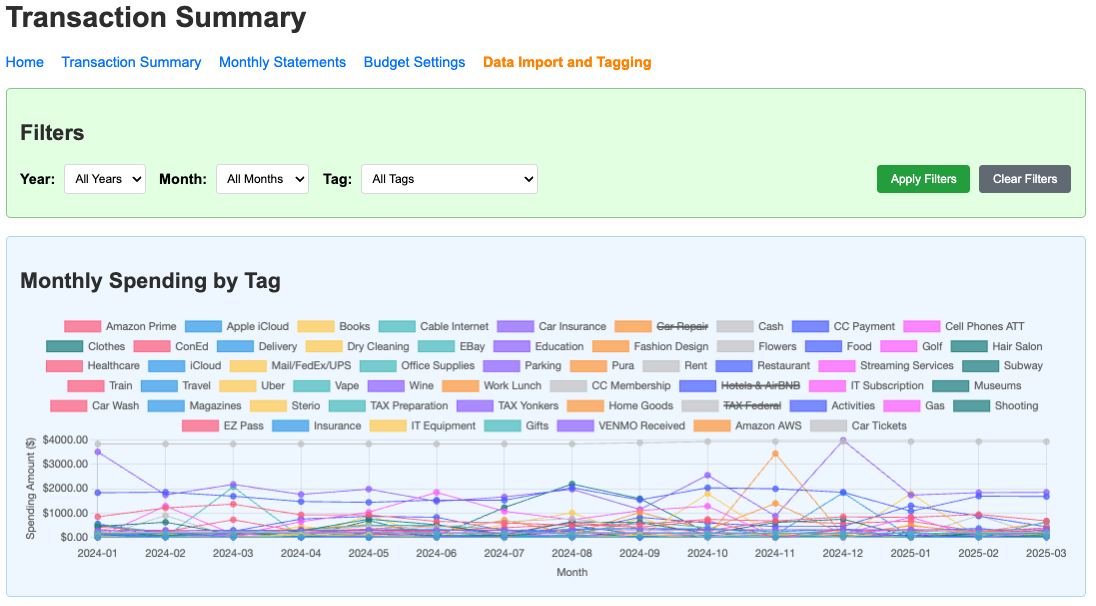 Transaction Summary
Home Transaction Summary Monthly Statements Budget Settings Data Import and Tagging
Filters
Year: All Years Month: All Months Tag: All Tags Apply Filters Clear Filters
Monthly Spending by Tag
Amazon Prime Apple iCloud Books Cable Internet Car Insurance Car Repair Cash CC Payment Cell Phones ATT
Clothes ConEd Delivery Dry Cleaning EBay Education Fashion Design Flowers Food Golf Hair Salon
Healthcare iCloud Mail/FedEx/UPS Office Supplies Parking Pura Rent Restaurant Streaming Services Subway
Train Travel Uber Vape Wine Work Lunch CC Membership Hotels & AirBNB IT Subscription Museums
Car Wash Magazines Sterio TAX Preparation TAX Yonkers Home Goods TAX Federal Activities Gas Shooting
EZ Pass Insurance IT Equipment Gifts VENMO Received Amazon AWS Car Tickets
Spending Amount ($)
$4000.00
$3000.00
$2000.00
$1000.00
$0.00
2024-01 2024-02 2024-03 2024-04 2024-05 2024-06 2024-07 2024-08 2024-09 2024-10 2024-11 2024-12 2025-01 2025-02 2025-03
Month